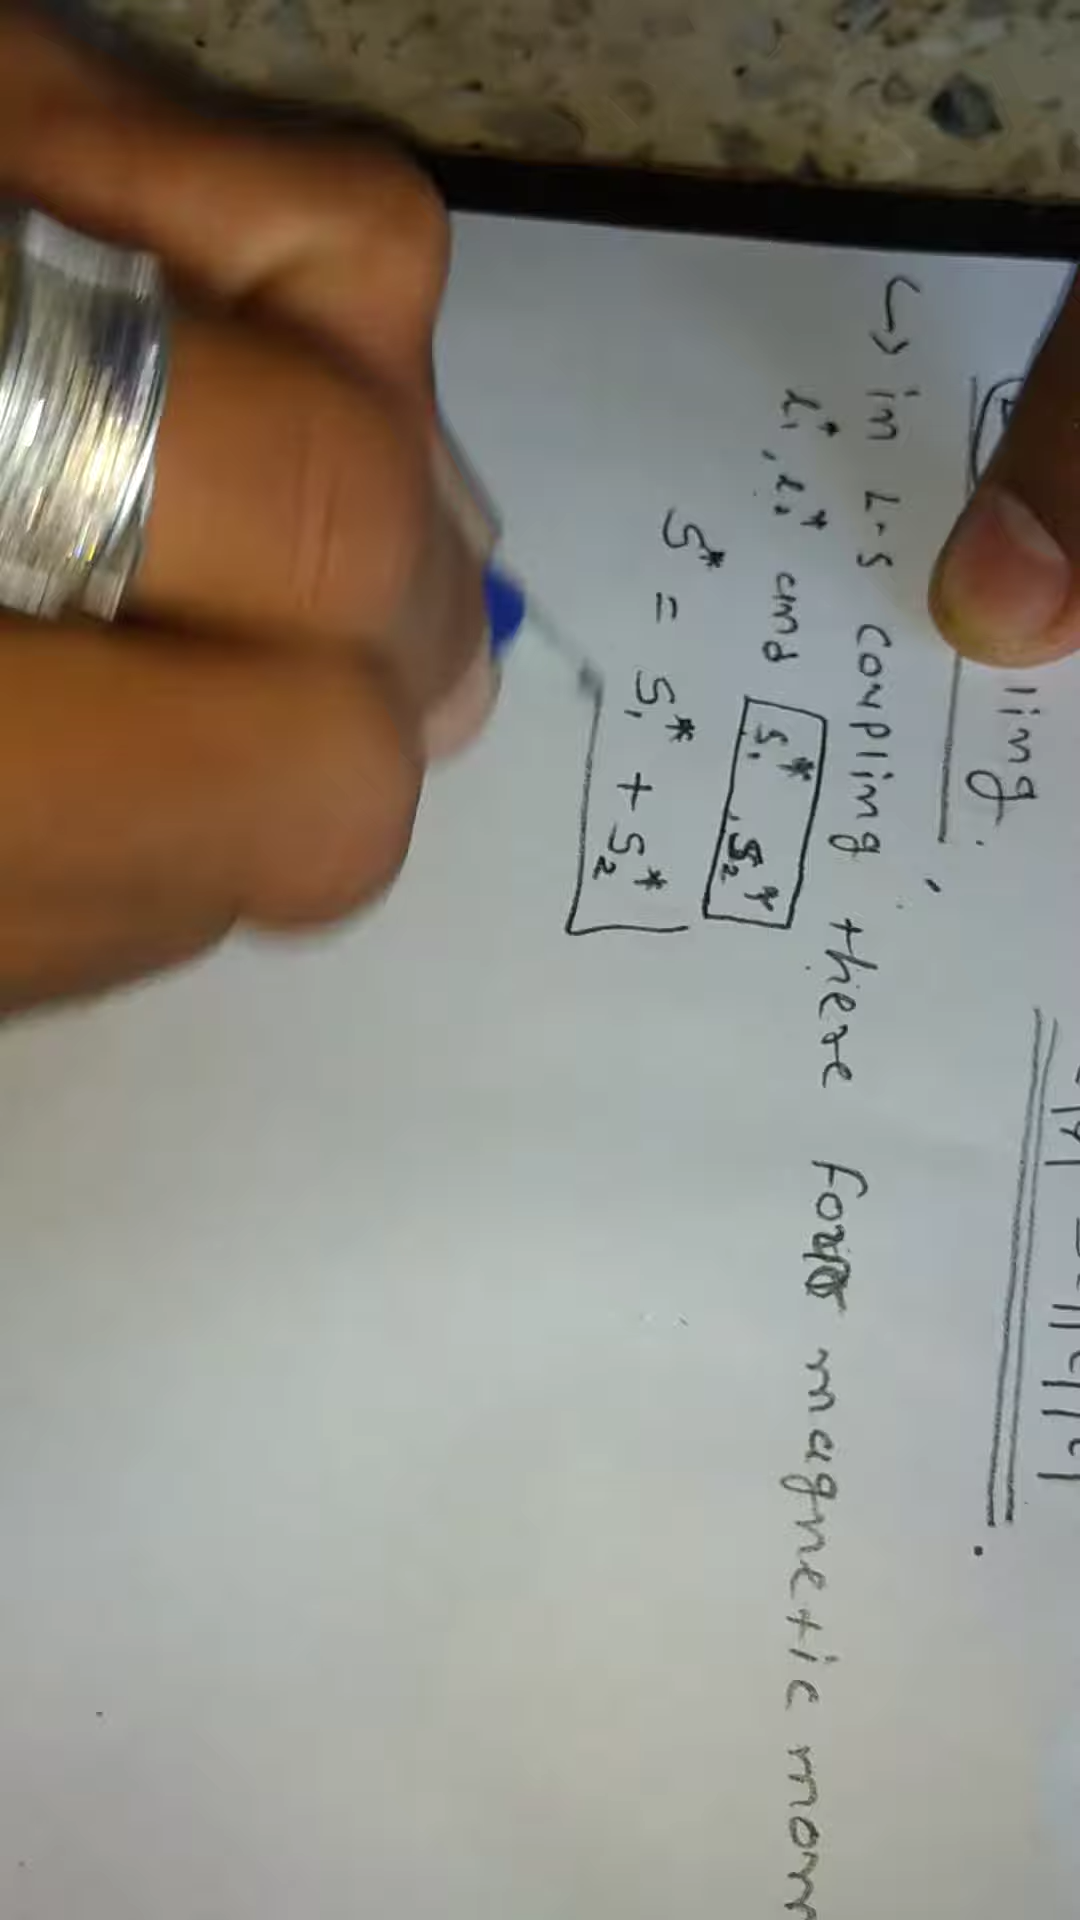 ling.
↳ in L-S coupling there four magnetic mom
l₁*, l₂* and s₁*, s₂*
S* = S₁* + S₂*